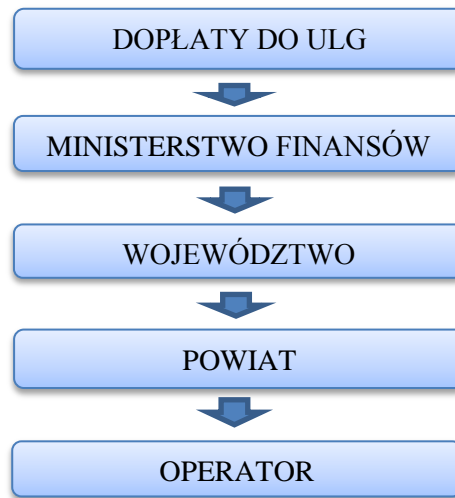 DOPŁATY DO ULG
MINISTERSTWO FINANSÓW
WOJEWÓDZTWO
POWIAT
OPERATOR